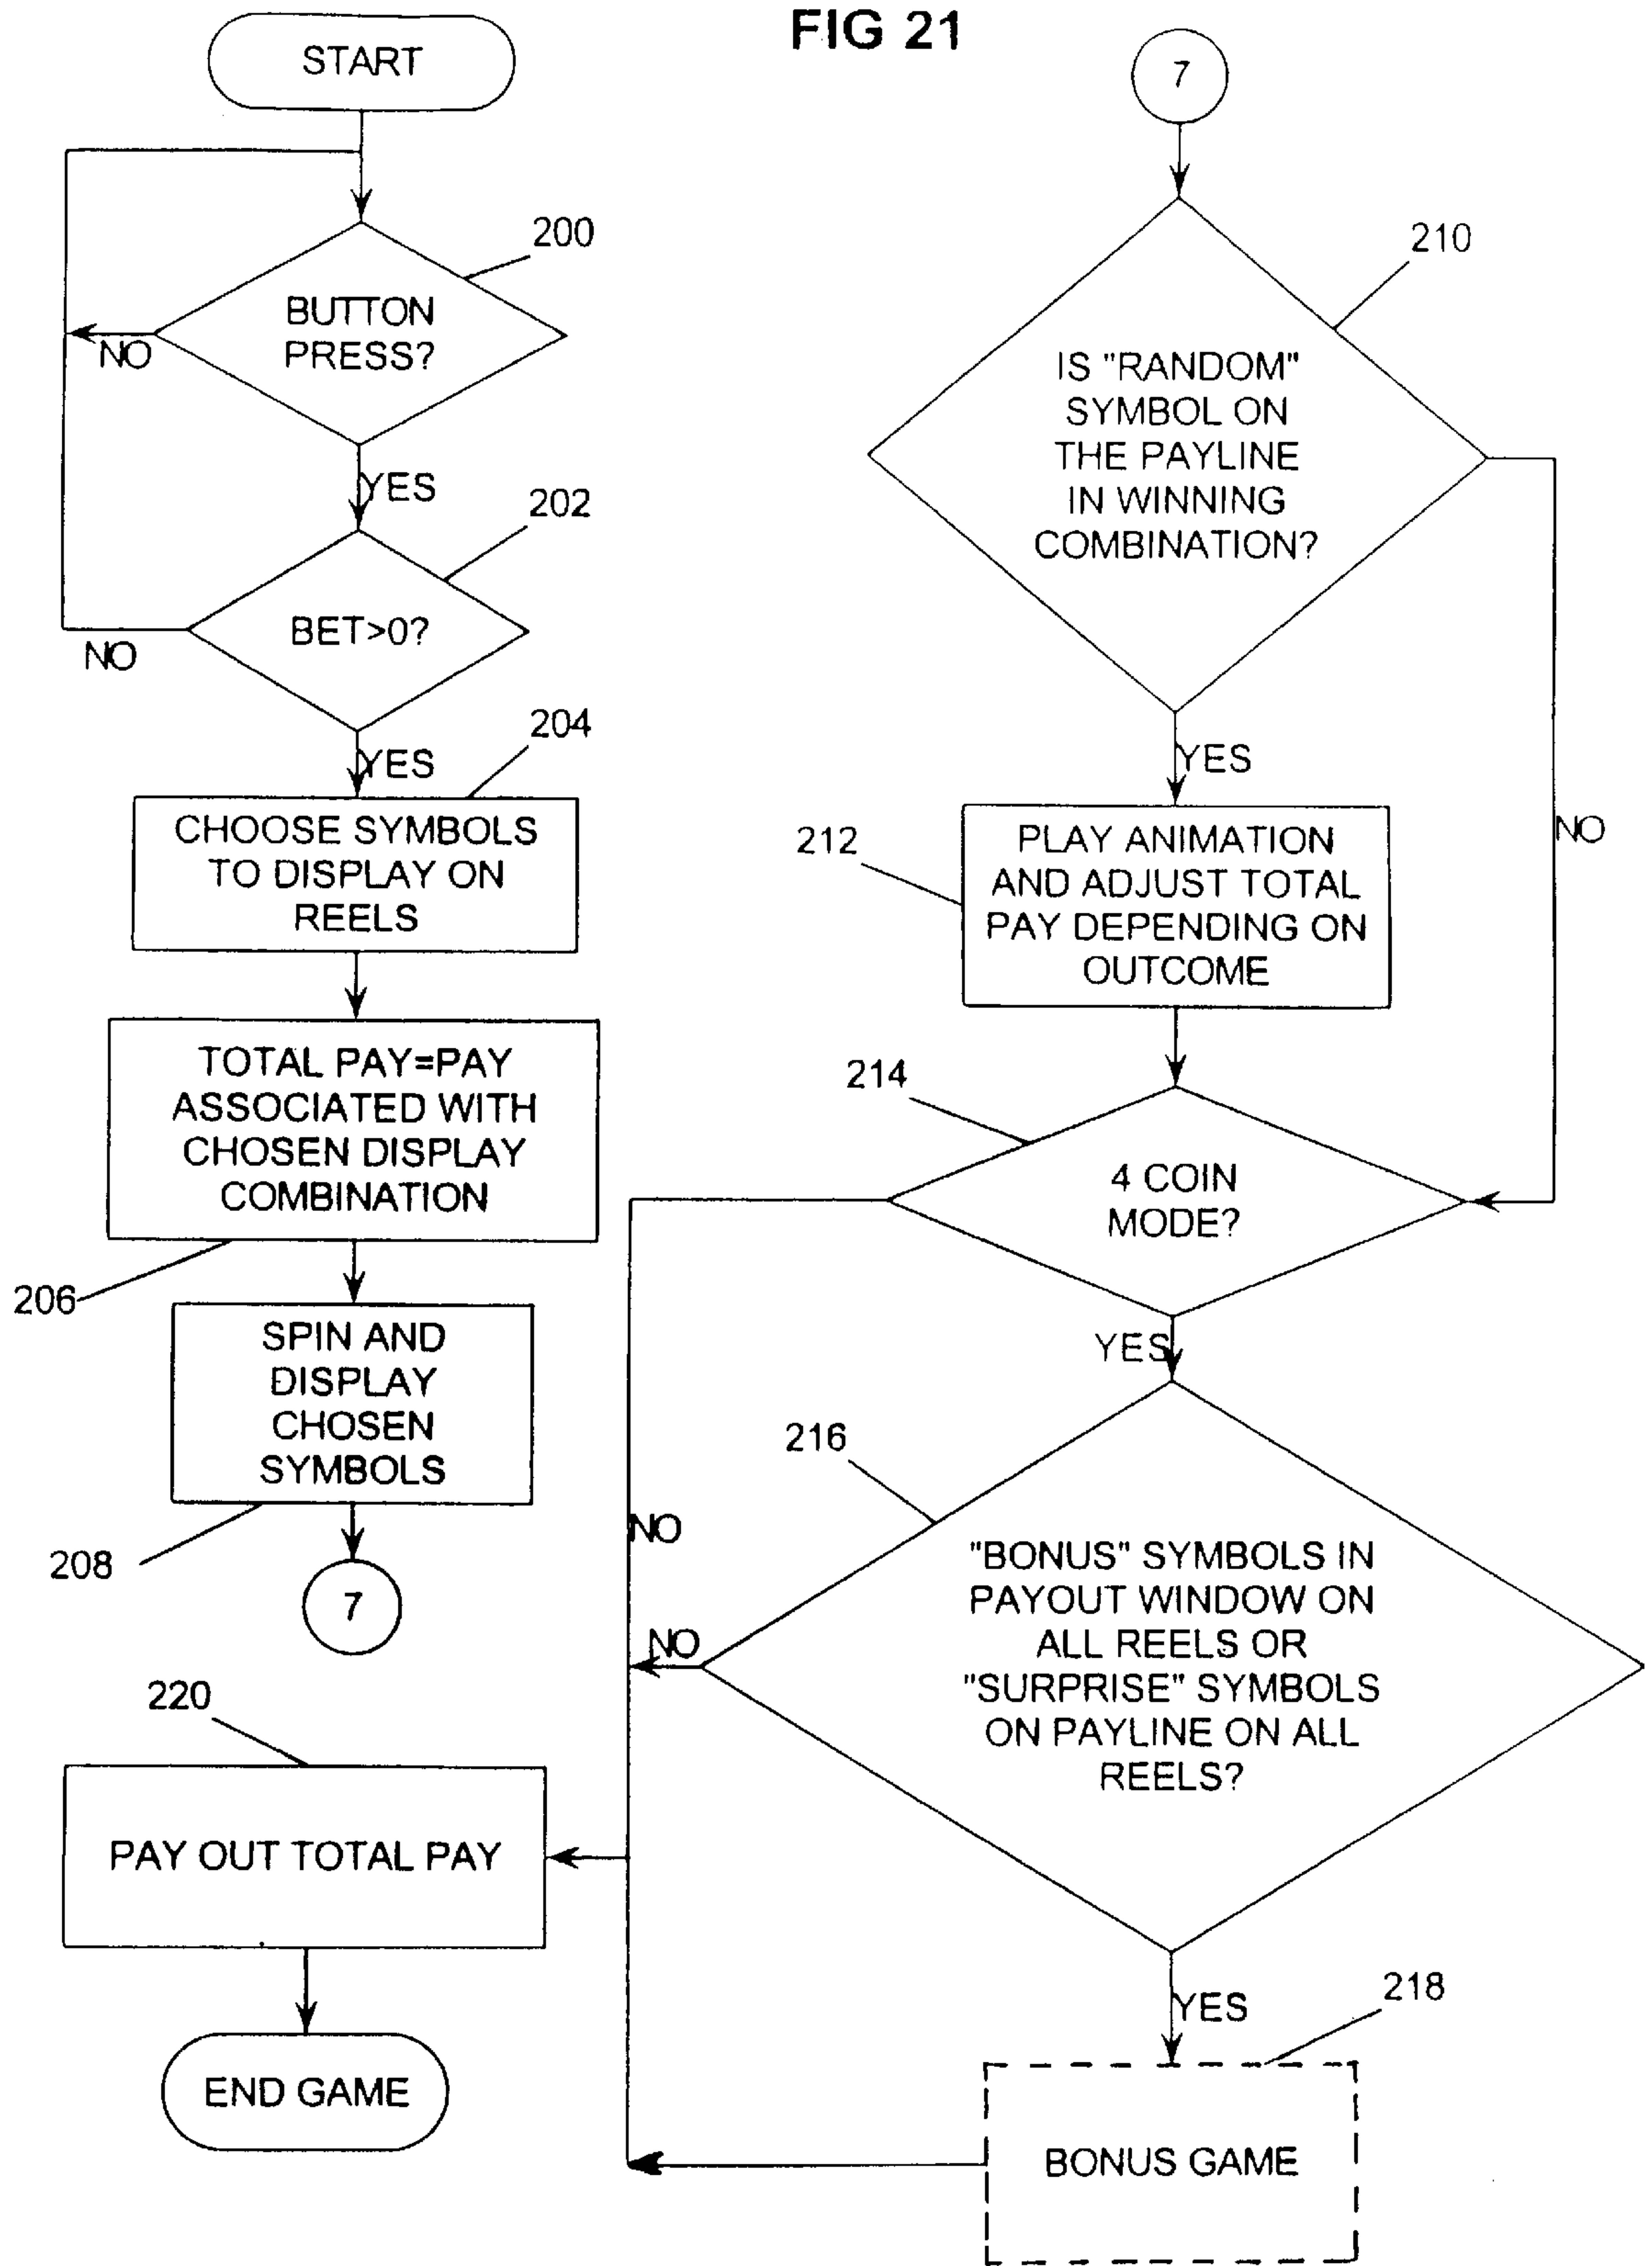 FIG 21
START
200
BUTTON
PRESS?
NO
YES
202
BET>0?
NO
YES
204
CHOOSE SYMBOLS
TO DISPLAY ON
REELS
TOTAL PAY=PAY
ASSOCIATED WITH
CHOSEN DISPLAY
COMBINATION
206
SPIN AND
DISPLAY
CHOSEN
SYMBOLS
208
7
7
210
IS "RANDOM"
SYMBOL ON
THE PAYLINE
IN WINNING
COMBINATION?
YES
NO
212
PLAY ANIMATION
AND ADJUST TOTAL
PAY DEPENDING ON
OUTCOME
214
4 COIN
MODE?
YES
NO
216
"BONUS" SYMBOLS IN
PAYOUT WINDOW ON
ALL REELS OR
"SURPRISE" SYMBOLS
ON PAYLINE ON ALL
REELS?
NO
YES
218
BONUS GAME
220
PAY OUT TOTAL PAY
END GAME